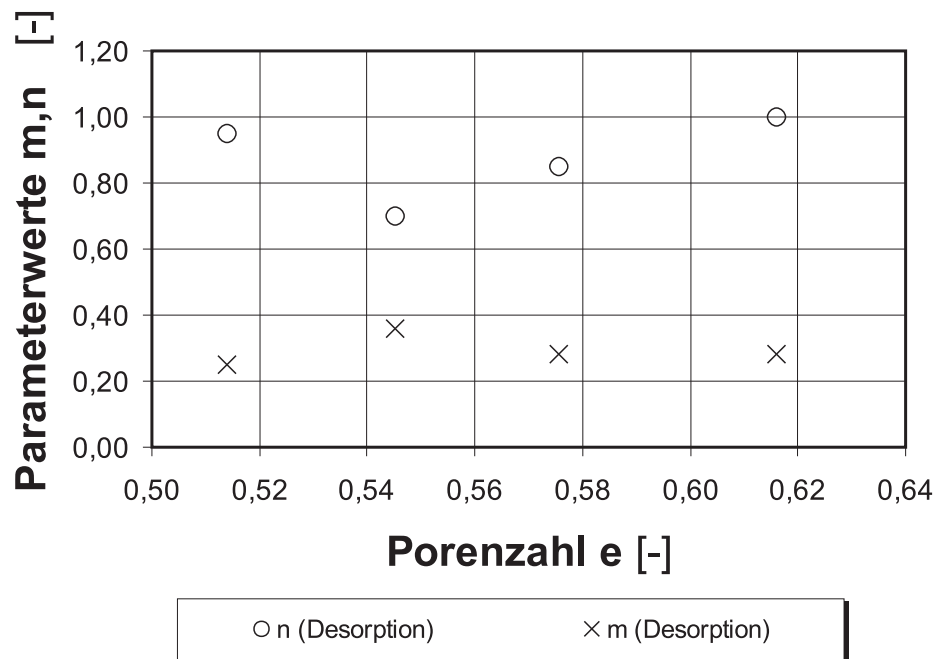 Parameterwerte m,n [-]
1,20
1,00
0,80
0,60
0,40
0,20
0,00
0,50 0,52 0,54 0,56 0,58 0,60 0,62 0,64
Porenzahl e [-]
n (Desorption) m (Desorption)